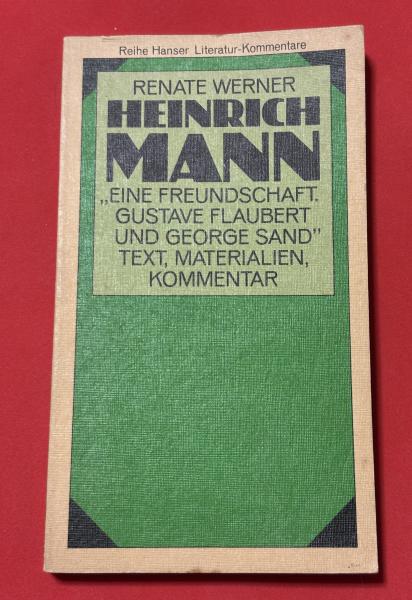 Reihe Hanser Literatur-Kommentare
RENATE WERNER
HEINRICH
MANN
„EINE FREUNDSCHAFT.
GUSTAVE FLAUBERT
UND GEORGE SAND”
TEXT, MATERIALIEN,
KOMMENTAR